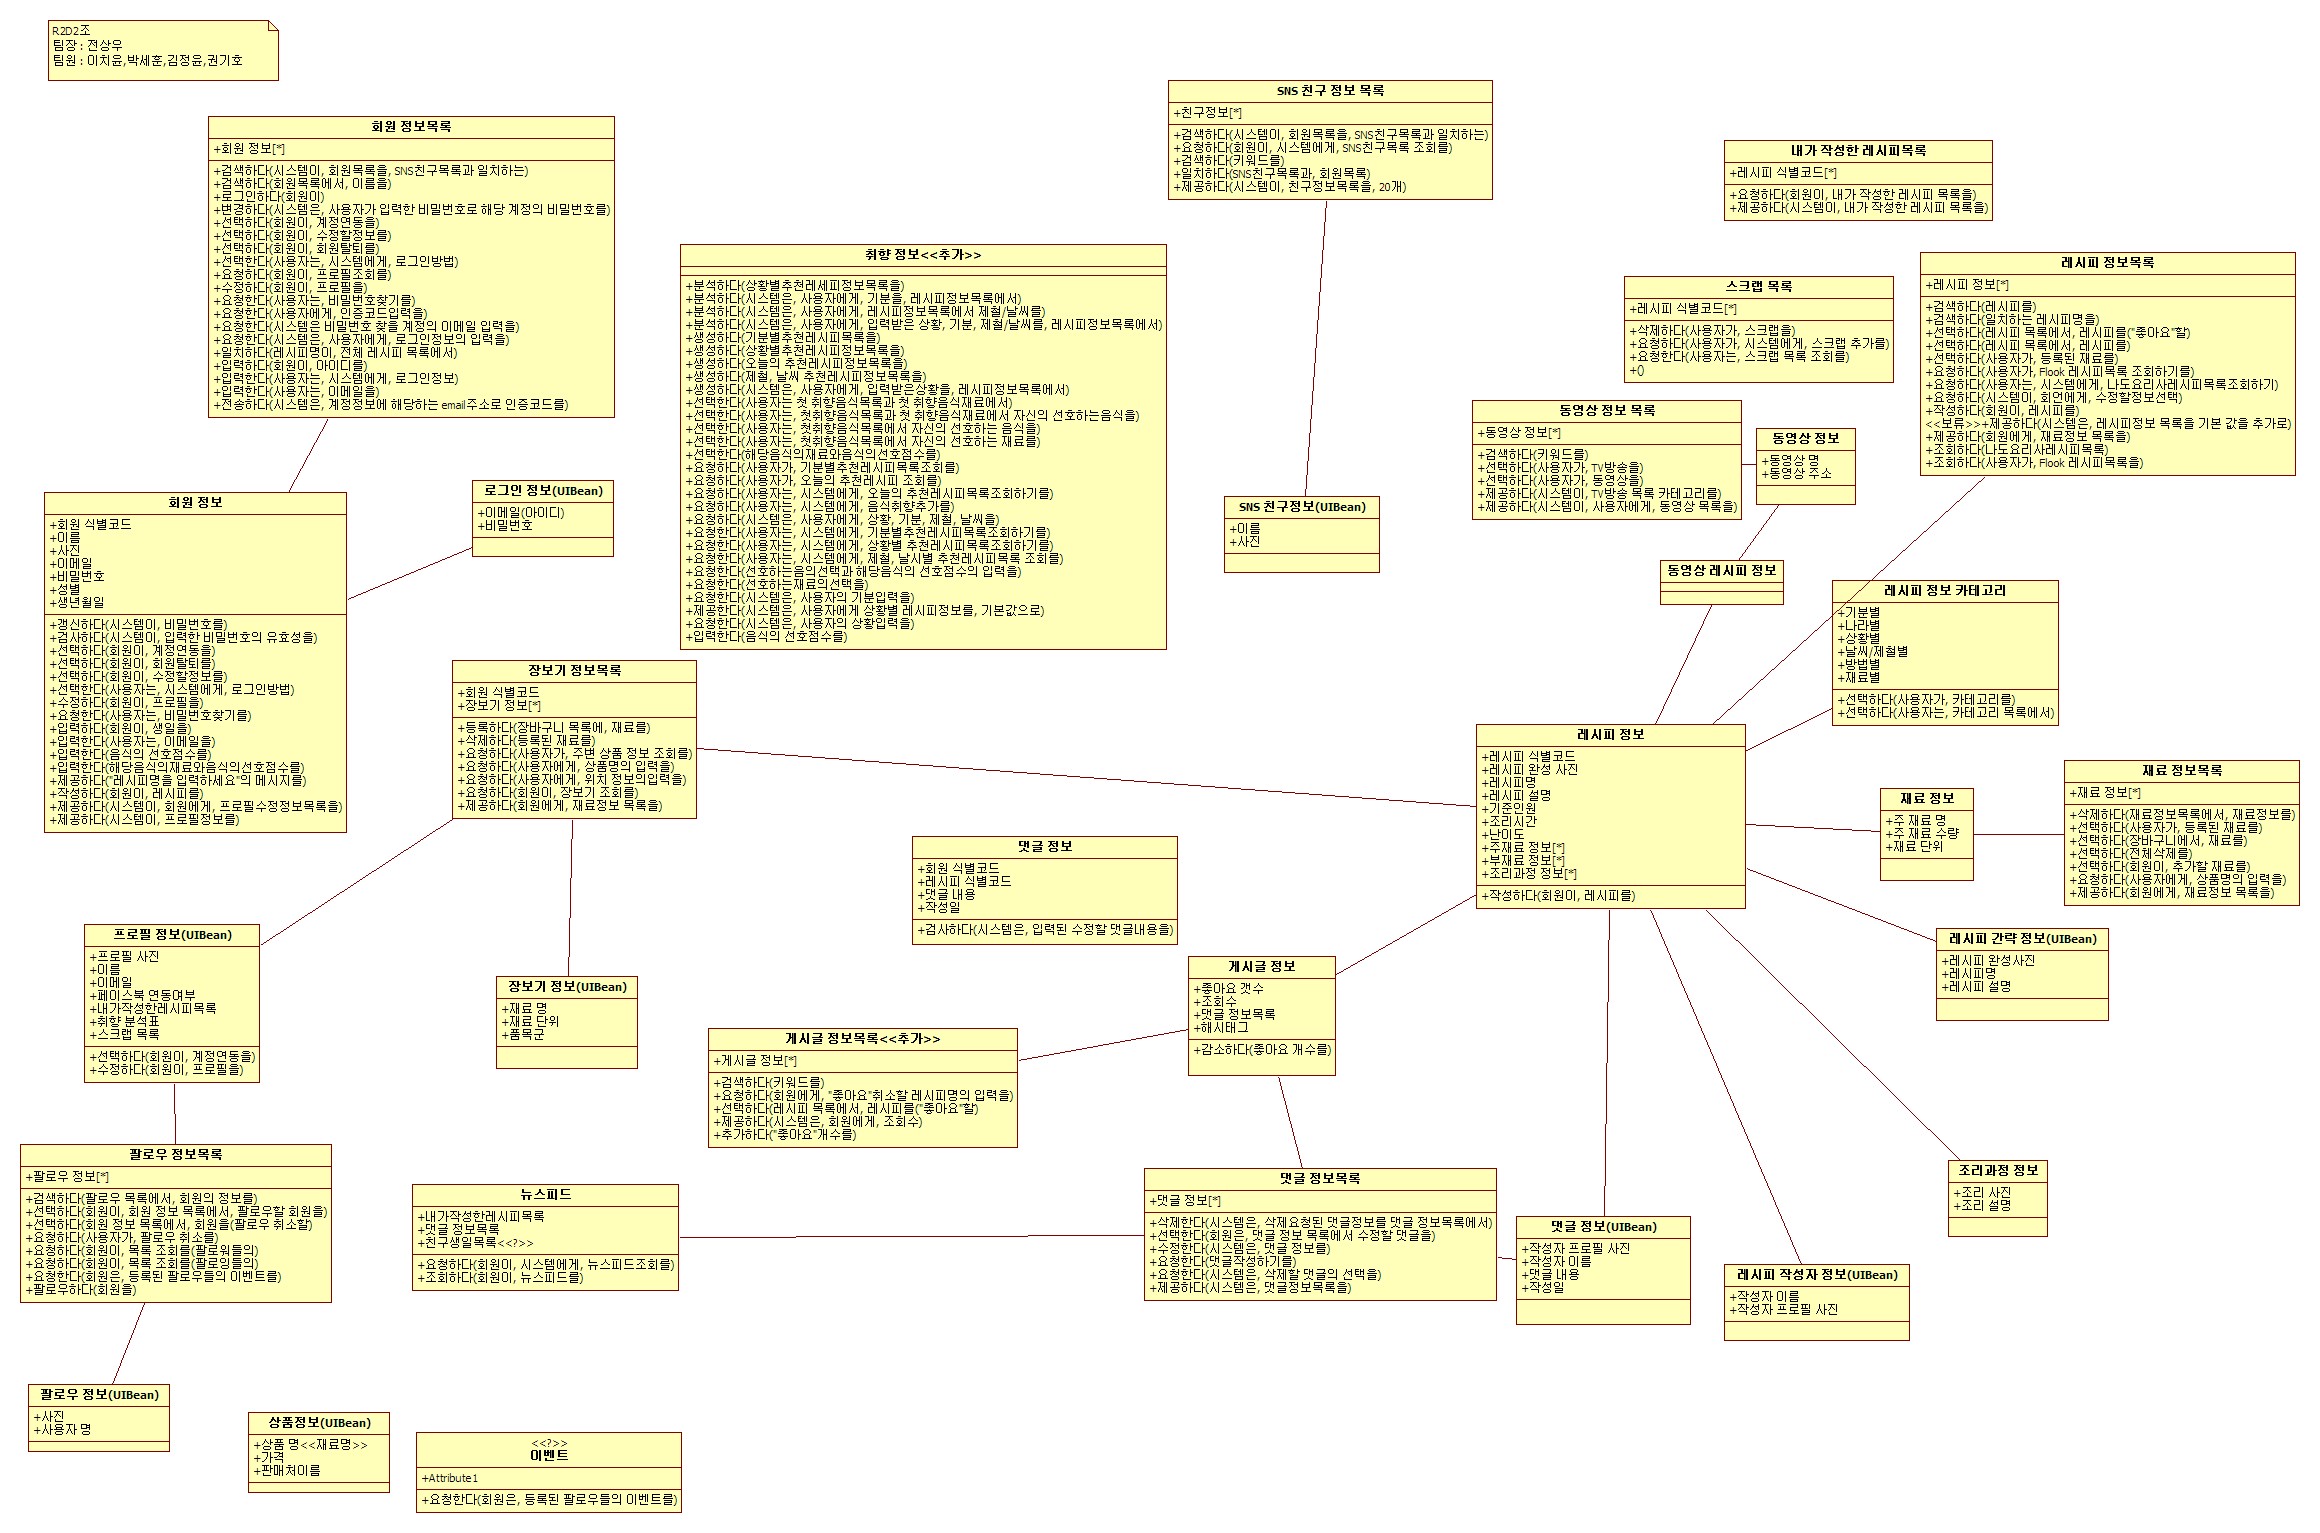 R2D2조
팀장 : 전상우
팀원 : 이치윤,박세훈,김정윤,권기호
회원 정보목록
+회원 정보[*]
+검색하다(시스템이, 회원목록을, SNS친구목록과 일치하는)
+검색하다(회원목록에서, 이름을)
+로그인하다(회원이)
+변경하다(시스템은, 사용자가 입력한 비밀번호로 해당 계정의 비밀번호를)
+선택하다(회원이, 계정연동을)
+선택하다(회원이, 수정할정보를)
+선택하다(회원이, 회원탈퇴를)
+선택한다(사용자는, 시스템에게, 로그인방법)
+요청하다(회원이, 프로필조회를)
+수정하다(회원이, 프로필을)
+요청한다(사용자는, 비밀번호찾기를)
+요청한다(사용자에게, 인증코드입력을)
+요청한다(시스템은 비밀번호 찾을 계정의 이메일 입력을)
+요청한다(시스템은, 사용자에게, 로그인정보의 입력을)
+일치하다(레시피명이, 전체 레시피 목록에서)
+입력하다(회원이, 아이디를)
+입력한다(사용자는, 시스템에게, 로그인정보)
+입력한다(사용자는, 이메일을)
+전송하다(시스템은, 계정정보에 해당하는 email주소로 인증코드를)
SNS 친구 정보 목록
+친구정보[*]
+검색하다(시스템이, 회원목록을, SNS친구목록과 일치하는)
+요청하다(회원이, 시스템에게, SNS친구목록 조회를)
+검색하다(키워드를)
+일치하다(SNS친구목록과, 회원목록)
+제공하다(시스템이, 친구정보목록을, 20개)
내가 작성한 레시피목록
+레시피 식별코드[*]
+요청하다(회원이, 내가 작성한 레시피 목록을)
+제공하다(시스템이, 내가 작성한 레시피 목록을)
취향 정보<<추가>>
+분석하다(상황별추천레세피정보목록을)
+분석하다(시스템은, 사용자에게, 기분을, 레시피정보목록에서)
+분석하다(시스템은, 사용자에게, 레시피정보목록에서 제철/날씨를)
+분석하다(시스템은, 사용자에게, 입력받은 상황, 기분, 제철/날씨를, 레시피정보목록에서)
+생성하다(기분별추천레시피목록을)
+생성하다(상황별추천레시피정보목록을)
+생성하다(오늘의 추천레시피정보목록을)
+생성하다(제철, 날씨 추천레시피정보목록을)
+생성하다(시스템은, 사용자에게, 입력받은상황을, 레시피정보목록에서)
+선택한다(사용자는 첫 취향음식목록과 첫 취향음식재료에서)
+선택한다(사용자는, 첫취향음식목록과 첫 취향음식재료에서 자신의 선호하는음식을)
+선택한다(사용자는, 첫취향음식목록에서 자신의 선호하는 음식을)
+선택한다(사용자는, 첫취향음식목록에서 자신의 선호하는 재료를)
+선택한다(해당음식의재료와음식의선호점수를)
+요청하다(사용자가, 기분별추천레시피목록조회를)
+요청하다(사용자가, 오늘의 추천레시피 조회를)
+요청하다(사용자는, 시스템에게, 오늘의 추천레시피목록조회하기를)
+요청한다(사용자는, 시스템에게, 음식취향추가를)
+요청한다(시스템은, 사용자에게, 상황, 기분, 제철, 날씨을)
+요청한다(사용자는, 시스템에게, 기분별추천레시피목록조회하기를)
+요청한다(사용자는, 시스템에게, 상황별 추천레시피목록조회하기를)
+요청한다(사용자는, 시스템에게, 제철, 날시별 추천레시피목록 조회를)
+요청한다(선호하는음의선택과 해당음식의 선호점수의 입력을)
+요청한다(선호하는재료의선택을)
+요청한다(시스템은, 사용자의 기분입력을)
+제공한다(시스템은, 사용자에게 상황별 레시피정보를, 기본값으로)
+요청한다(시스템은, 사용자의 상황입력을)
+입력한다(음식의 선호점수를)
스크랩 목록
+레시피 식별코드[*]
+삭제하다(사용자가, 스크랩을)
+요청하다(사용자가, 시스템에게, 스크랩 추가를)
+요청한다(사용자는, 스크랩 목록 조회를)
+()
레시피 정보목록
+레시피 정보[*]
+검색하다(레시피를)
+검색하다(일치하는 레시피명을)
+선택하다(레시피 목록에서, 레시피를("좋아요"할)
+선택하다(레시피 목록에서, 레시피를)
+선택하다(사용자가, 등록된 재료를)
+요청하다(사용자가, Flook 레시피목록 조회하기를)
+요청하다(사용자는, 시스템에게, 나도요리사레시피목록조회하기)
+요청하다(시스템이, 회언에게, 수정할정보선택)
+작성하다(회원이, 레시피를)
<<보류>>+제공하다(시스템은, 레시피정보 목록을 기본 값을 추가로)
+제공하다(회원에게, 재료정보 목록을)
+조회하다(나도요리사레시피목록)
+조회하다(사용자가, Flook 레시피목록을)
동영상 정보 목록
+동영상 정보[*]
+검색하다(키워드를)
+선택하다(사용자가, TV방송을)
+선택하다(사용자가, 동영상을)
+제공하다(시스템이, TV방송 목록 카테고리를)
+제공하다(시스템이, 사용자에게, 동영상 목록을)
동영상 정보
+동영상 명
+동영상 주소
회원 정보
+회원 식별코드
+이름
+사진
+이메일
+비밀번호
+성별
+생년월일
+갱신하다(시스템이, 비밀번호를)
+검사하다(시스템이, 입력한 비밀번호의 유효성을)
+선택하다(회원이, 계정연동을)
+선택하다(회원이, 회원탈퇴를)
+선택하다(회원이, 수정할정보를)
+선택한다(사용자는, 시스템에게, 로그인방법)
+수정하다(회원이, 프로필을)
+요청한다(사용자는, 비밀번호찾기를)
+입력하다(회원이, 생일을)
+입력한다(사용자는, 이메일을)
+입력한다(음식의 선호점수를)
+입력한다(해당음식의재료와음식의선호점수를)
+제공하다("레시피명을 입력하세요"의 메시지를)
+작성하다(회원이, 레시피를)
+제공하다(시스템이, 회원에게, 프로필수정정보목록을)
+제공하다(시스템이, 프로필정보를)
로그인 정보(UIBean)
+이메일(아이디)
+비밀번호
SNS 친구정보(UIBean)
+이름
+사진
동영상 레시피 정보
레시피 정보 카테고리
+기분별
+나라별
+상황별
+날씨/제철별
+방법별
+재료별
+선택하다(사용자가, 카테고리를)
+선택하다(사용자는, 카테고리 목록에서)
장보기 정보목록
+회원 식별코드
+장보기 정보[*]
+등록하다(장바구니 목록에, 재료를)
+삭제하다(등록된 재료를)
+요청하다(사용자가, 주변 상품 정보 조회를)
+요청하다(사용자에게, 상품명의 입력을)
+요청하다(사용자에게, 위치 정보의입력을)
+요청하다(회원이, 장보기 조회를)
+제공하다(회원에게, 재료정보 목록을)
레시피 정보
+레시피 식별코드
+레시피 완성 사진
+레시피명
+레시피 설명
+기준인원
+조리시간
+난이도
+주재료 정보[*]
+부재료 정보[*]
+조리과정 정보[*]
+작성하다(회원이, 레시피를)
재료 정보
+주 재료 명
+주 재료 수량
+재료 단위
재료 정보목록
+재료 정보[*]
+삭제하다(재료정보목록에서, 재료정보를)
+선택하다(사용자가, 등록된 재료를)
+선택하다(장바구니에서, 재료를)
+선택하다(전체삭제를)
+선택하다(회원이, 추가할 재료를)
+요청하다(사용자에게, 상품명의 입력을)
+제공하다(회원에게, 재료정보 목록을)
댓글 정보
+회원 식별코드
+레시피 식별코드
+댓글 내용
+작성일
+검사하다(시스템은, 입력된 수정할 댓글내용을)
프로필 정보(UIBean)
+프로필 사진
+이름
+이메일
+페이스북 연동여부
+내가작성한레시피목록
+취향 분석표
+스크랩 목록
+선택하다(회원이, 계정연동을)
+수정하다(회원이, 프로필을)
장보기 정보(UIBean)
+재료 명
+재료 단위
+품목군
게시글 정보
+좋아요 갯수
+조회수
+댓글 정보목록
+해시태그
+감소하다(좋아요 개수를)
레시피 간략 정보(UIBean)
+레시피 완성사진
+레시피명
+레시피 설명
게시글 정보목록<<추가>>
+게시글 정보[*]
+검색하다(키워드를)
+요청하다(회원에게, "좋아요"취소할 레시피명의 입력을)
+선택하다(레시피 목록에서, 레시피를("좋아요"할)
+제공하다(시스템은, 회원에게, 조회수)
+추가하다("좋아요"개수를)
팔로우 정보목록
+팔로우 정보[*]
+검색하다(팔로우 목록에서, 회원의 정보를)
+선택하다(회원이, 회원 정보 목록에서, 팔로우할 회원을)
+선택하다(회원 정보 목록에서, 회원을(팔로우 취소할)
+요청하다(사용자가, 팔로우 취소를)
+요청하다(회원이, 목록 조회를(팔로워들의)
+요청하다(회원이, 목록 조회를(팔로잉들의)
+요청한다(회원은, 등록된 팔로우들의 이벤트를)
+팔로우하다(회원을)
뉴스피드
+내가작성한레시피목록
+댓글 정보목록
+친구생일목록<<?>>
+요청하다(회원이, 시스템에게, 뉴스피드조회를)
+조회하다(회원이, 뉴스피드를)
댓글 정보목록
+댓글 정보[*]
+삭제한다(시스템은, 삭제요청된 댓글정보를 댓글 정보목록에서)
+선택한다(회원은, 댓글 정보 목록에서 수정할 댓글을)
+수정한다(시스템은, 댓글 정보를)
+요청한다(댓글작성하기를)
+요청한다(시스템은, 삭제할 댓글의 선택을)
+제공한다(시스템은, 댓글정보목록을)
댓글 정보(UIBean)
+작성자 프로필 사진
+작성자 이름
+댓글 내용
+작성일
조리과정 정보
+조리 사진
+조리 설명
레시피 작성자 정보(UIBean)
+작성자 이름
+작성자 프로필 사진
팔로우 정보(UIBean)
+사진
+사용자 명
상품정보(UIBean)
+상품 명<<재료명>>
+가격
+판매처이름
<<?>>
이벤트
+Attribute1
+요청한다(회원은, 등록된 팔로우들의 이벤트를)